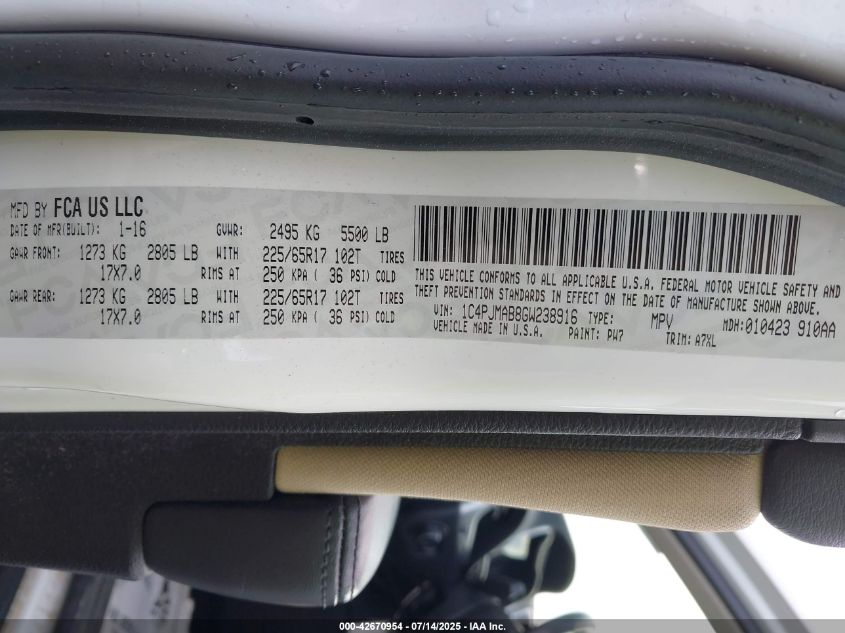 MFD BY FCA US LLC
DATE OF MFR(BUILT): 1-16 GVWR: 2495 KG 5500 LB
GAWR FRONT: 1273 KG 2805 LB WITH 225/65R17 102T TIRES
17X7.0 RIMS AT 250 KPA ( 36 PSI) COLD
GAWR REAR: 1273 KG 2805 LB WITH 225/65R17 102T TIRES
17X7.0 RIMS AT 250 KPA ( 36 PSI) COLD
THIS VEHICLE CONFORMS TO ALL APPLICABLE U.S.A. FEDERAL MOTOR VEHICLE SAFETY AND
THEFT PREVENTION STANDARDS IN EFFECT ON THE DATE OF MANUFACTURE SHOWN ABOVE.
VIN: 1C4PJMAB8GW238916 TYPE: MPV MDH:010423 910AA
VEHICLE MADE IN U.S.A. PAINT: PW7 TRIM: A7XL
000-42670954 | 07/14/2025 | IAA Inc.